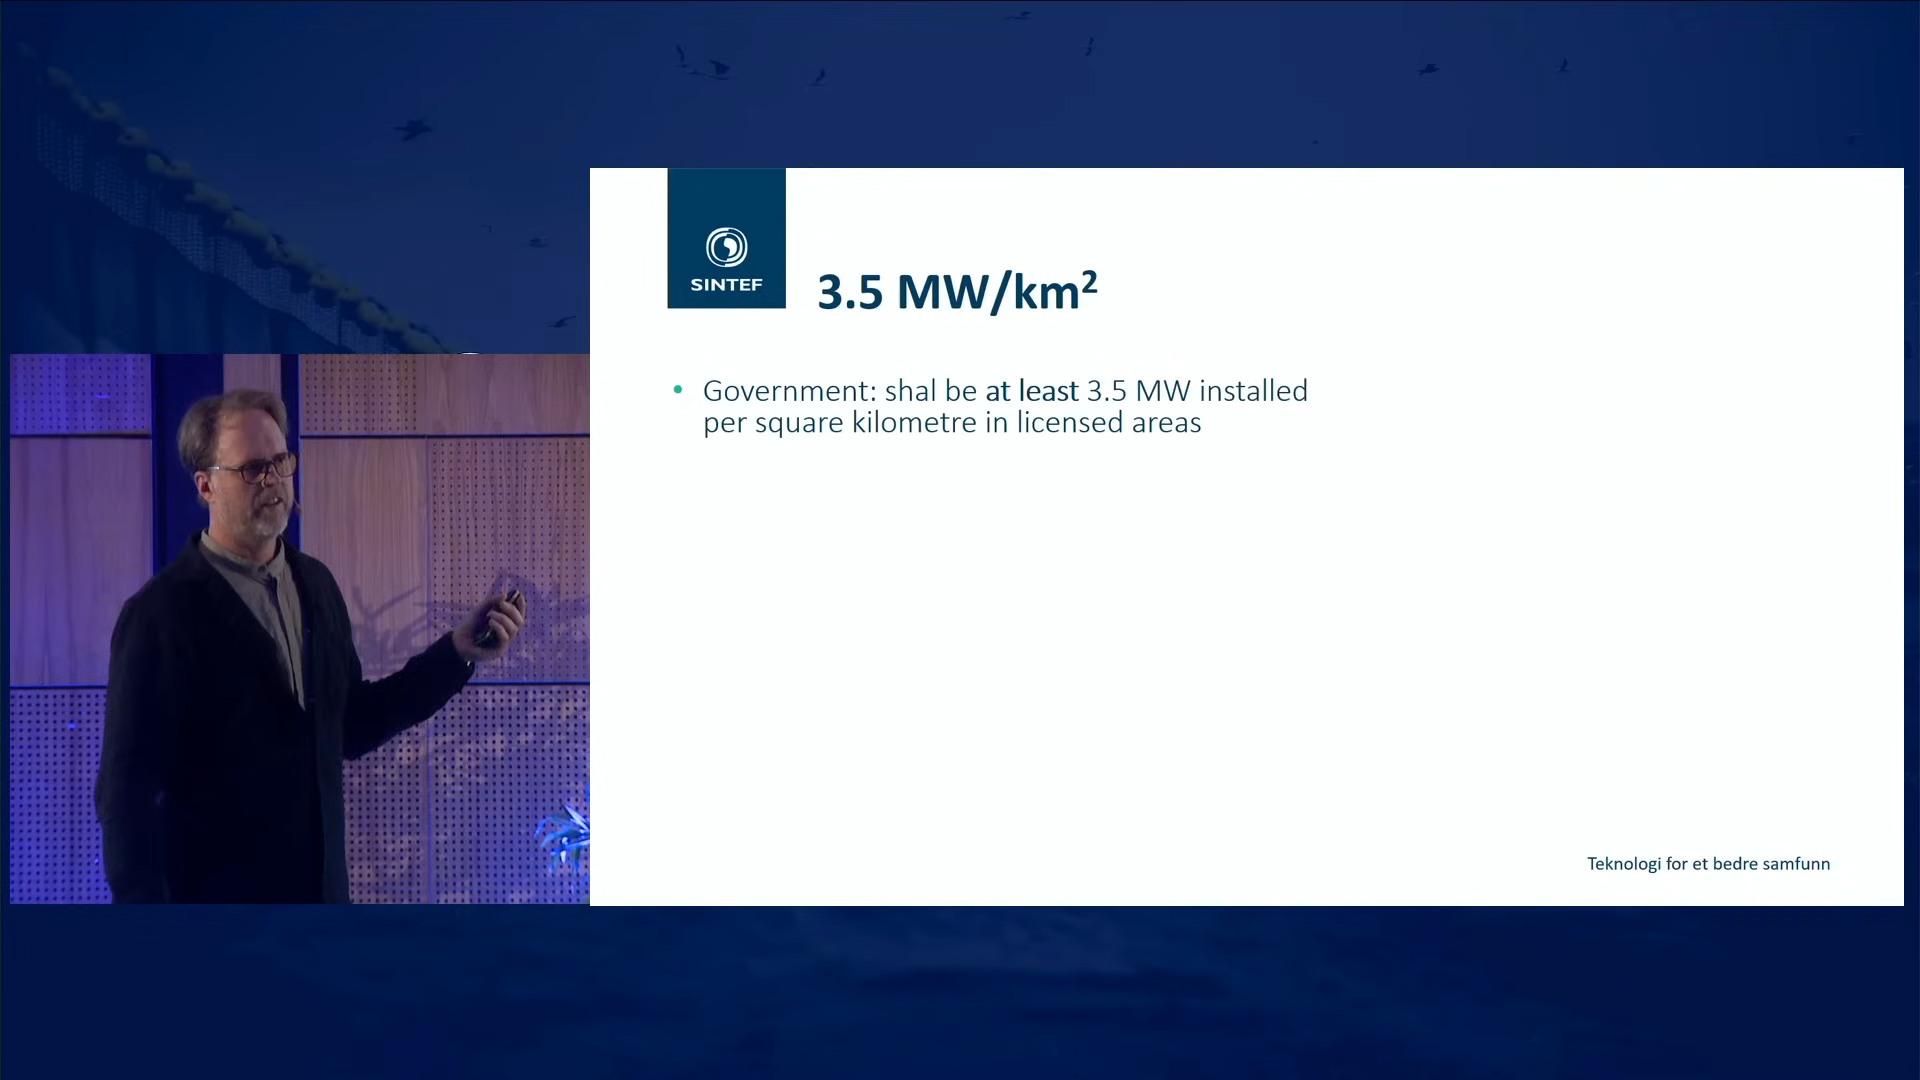 SINTEF
3.5 MW/km²
• Government: shal be at least 3.5 MW installed
per square kilometre in licensed areas
Teknologi for et bedre samfunn